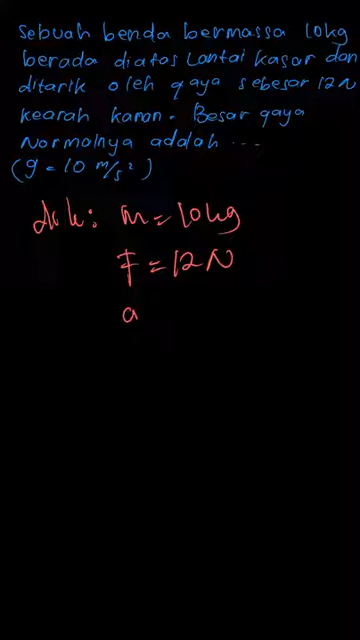 Sebuah benda bermassa 10kg
berada diatas Lantai kasar dan
ditarik oleh gaya sebesar 12N
kearah kanan. Besar gaya
Normalnya adalah ...
(g = 10 m/s²)
dik: m = 10kg
F = 12 N
a